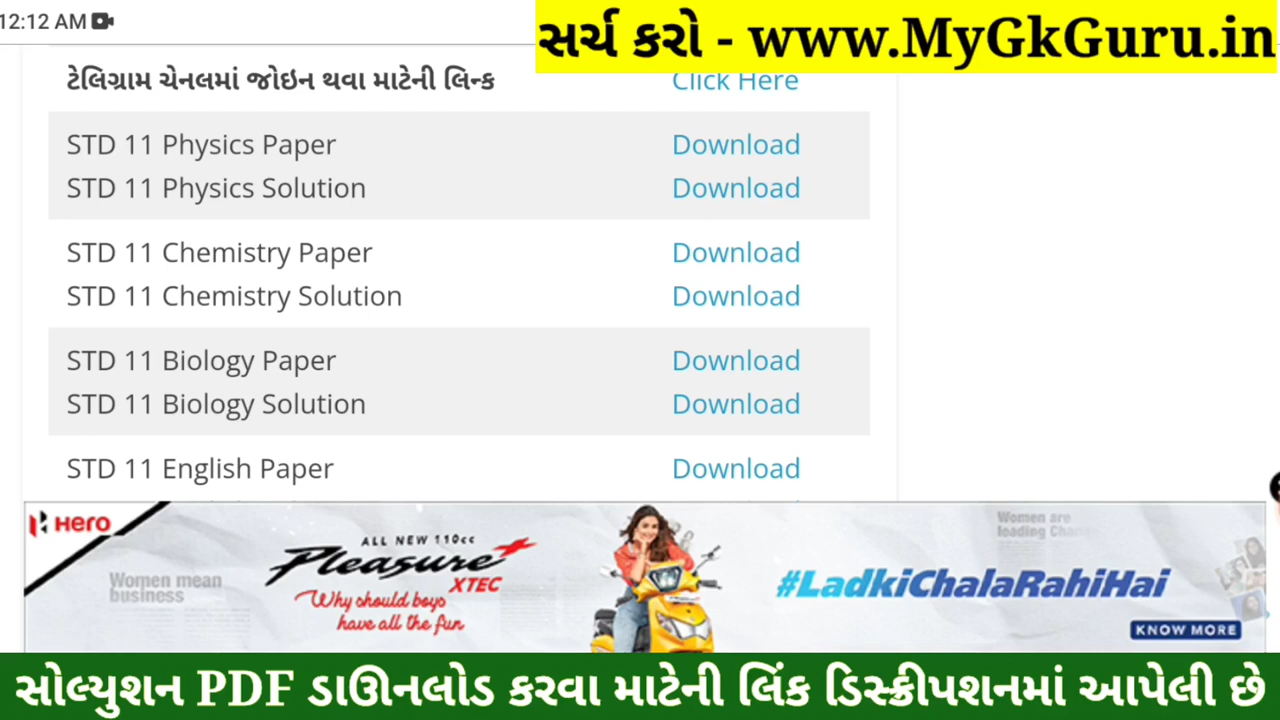 12:12 AM
સર્ચ કરો - www.MyGkGuru.in
ટેલિગ્રામ ચેનલમાં જોઇન થવા માટેની લિન્ક Click Here
STD 11 Physics Paper Download
STD 11 Physics Solution Download
STD 11 Chemistry Paper Download
STD 11 Chemistry Solution Download
STD 11 Biology Paper Download
STD 11 Biology Solution Download
STD 11 English Paper Download
Hero
ALL NEW 110cc
Pleasure+
XTEC
Why should boys
have all the fun
Women mean
business
Women are
leading
#LadkiChalaRahiHai
KNOW MORE
સોલ્યુશન PDF ડાઊનલોડ કરવા માટેની લિંક ડિસ્ક્રીપશનમાં આપેલી છે